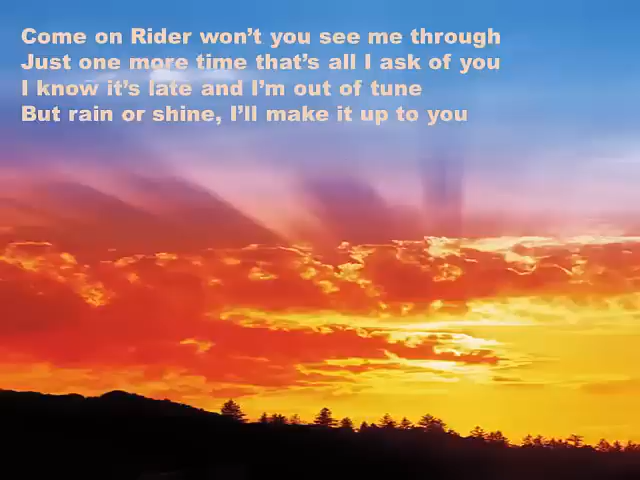 Come on Rider won’t you see me through
Just one more time that’s all I ask of you
I know it’s late and I’m out of tune
But rain or shine, I’ll make it up to you